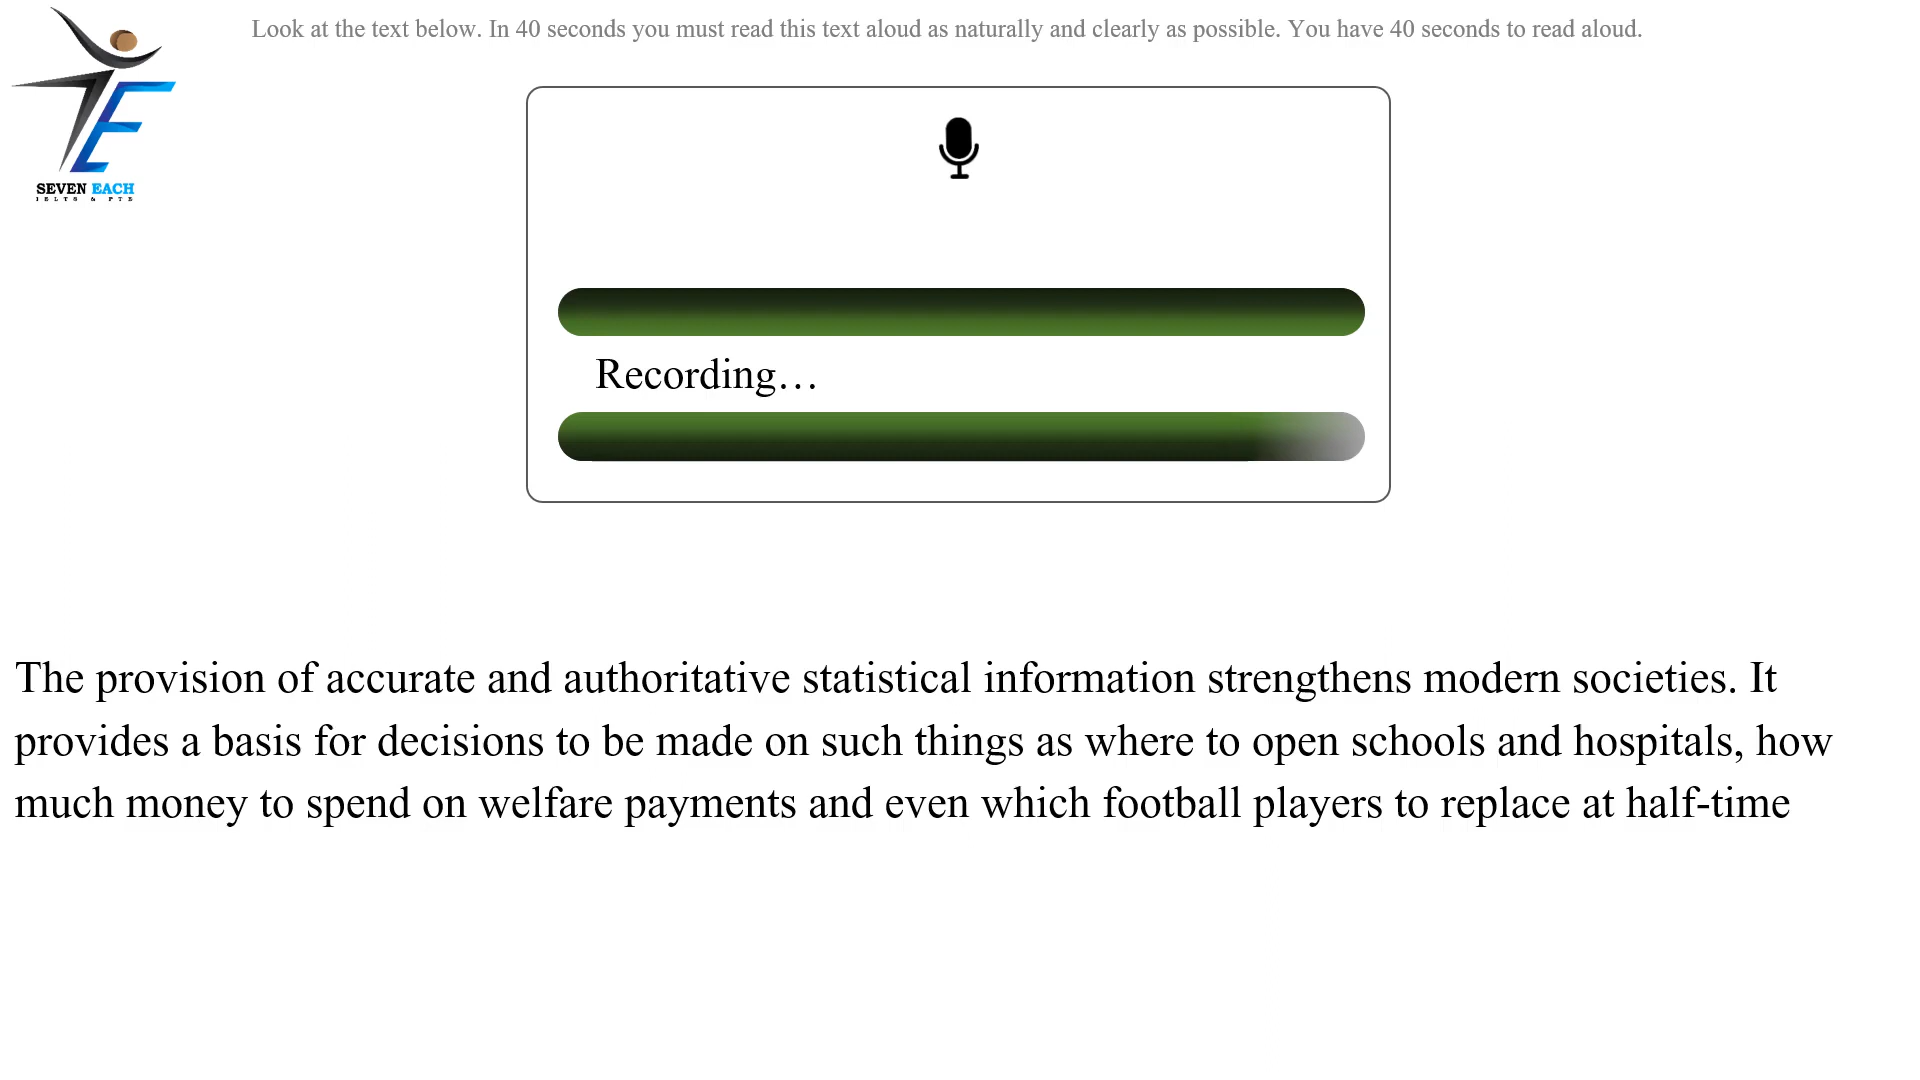 Look at the text below. In 40 seconds you must read this text aloud as naturally and clearly as possible. You have 40 seconds to read aloud.
SEVEN EACH
IELTS & PTE
Recording…
The provision of accurate and authoritative statistical information strengthens modern societies. It
provides a basis for decisions to be made on such things as where to open schools and hospitals, how
much money to spend on welfare payments and even which football players to replace at half-time